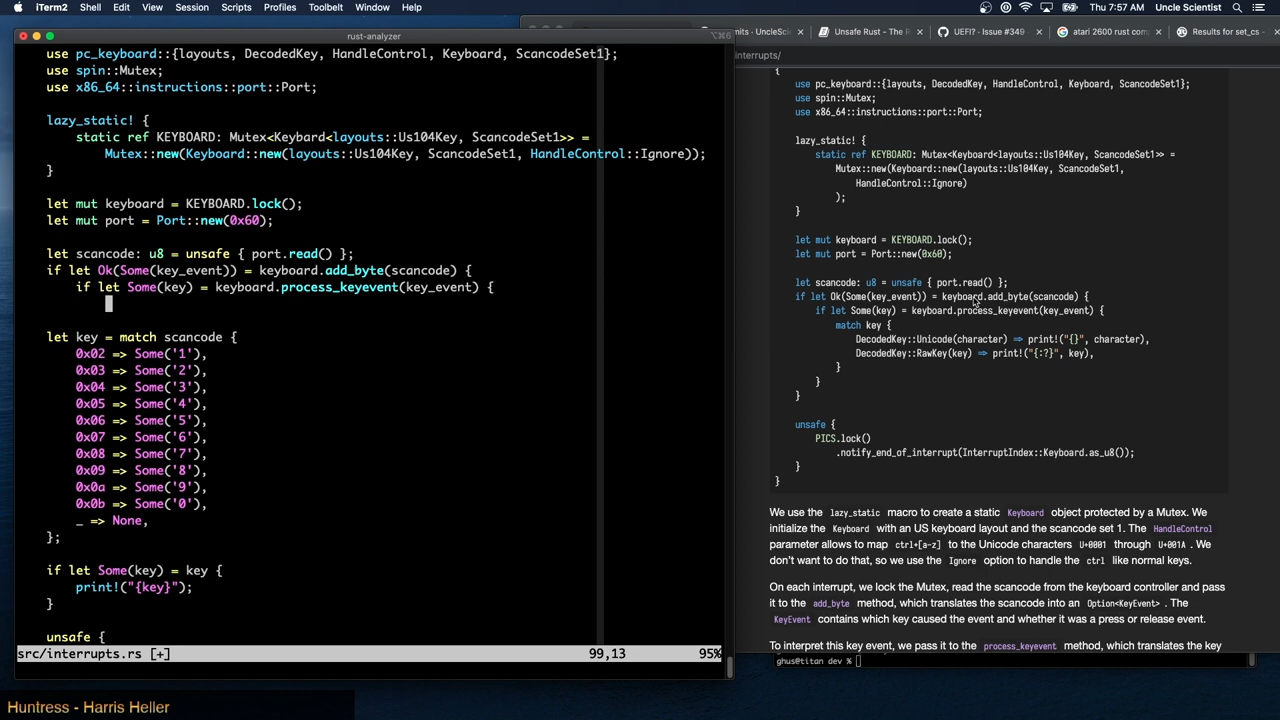 iTerm2 Shell Edit View Session Scripts Profiles Toolbelt Window Help
Thu 7:57 AM Uncle Scientist
rust-analyzer
⌥⌘6
use pc_keyboard::{layouts, DecodedKey, HandleControl, Keyboard, ScancodeSet1};
use spin::Mutex;
use x86_64::instructions::port::Port;
lazy_static! {
static ref KEYBOARD: Mutex<Keybard<layouts::Us104Key, ScancodeSet1>> =
Mutex::new(Keyboard::new(layouts::Us104Key, ScancodeSet1, HandleControl::Ignore));
}
let mut keyboard = KEYBOARD.lock();
let mut port = Port::new(0x60);
let scancode: u8 = unsafe { port.read() };
if let Ok(Some(key_event)) = keyboard.add_byte(scancode) {
if let Some(key) = keyboard.process_keyevent(key_event) {
let key = match scancode {
0x02 => Some('1'),
0x03 => Some('2'),
0x04 => Some('3'),
0x05 => Some('4'),
0x06 => Some('5'),
0x07 => Some('6'),
0x08 => Some('7'),
0x09 => Some('8'),
0x0a => Some('9'),
0x0b => Some('0'),
_ => None,
};
if let Some(key) = key {
print!("{key}");
}
unsafe {
src/interrupts.rs [+] 99,13 95%
mits · UncleSci Unsafe Rust - The R UEFI? · Issue #349 atari 2600 rust com Results for set_cs -
interrupts/
{
use pc_keyboard::{layouts, DecodedKey, HandleControl, Keyboard, ScancodeSet1};
use spin::Mutex;
use x86_64::instructions::port::Port;
lazy_static! {
static ref KEYBOARD: Mutex<Keyboard<layouts::Us104Key, ScancodeSet1>> =
Mutex::new(Keyboard::new(layouts::Us104Key, ScancodeSet1,
HandleControl::Ignore)
);
}
let mut keyboard = KEYBOARD.lock();
let mut port = Port::new(0x60);
let scancode: u8 = unsafe { port.read() };
if let Ok(Some(key_event)) = keyboard.add_byte(scancode) {
if let Some(key) = keyboard.process_keyevent(key_event) {
match key {
DecodedKey::Unicode(character) => print!("{}", character),
DecodedKey::RawKey(key) => print!("{:?}", key),
}
}
}
unsafe {
PICS.lock()
.notify_end_of_interrupt(InterruptIndex::Keyboard.as_u8());
}
}
We use the lazy_static macro to create a static Keyboard object protected by a Mutex. We
initialize the Keyboard with an US keyboard layout and the scancode set 1. The HandleControl
parameter allows to map ctrl+[a-z] to the Unicode characters U+0001 through U+001A . We
don't want to do that, so we use the Ignore option to handle the ctrl like normal keys.
On each interrupt, we lock the Mutex, read the scancode from the keyboard controller and pass
it to the add_byte method, which translates the scancode into an Option<KeyEvent> . The
KeyEvent contains which key caused the event and whether it was a press or release event.
To interpret this key event, we pass it to the process_keyevent method, which translates the key
ghus@titan dev %
Huntress - Harris Heller